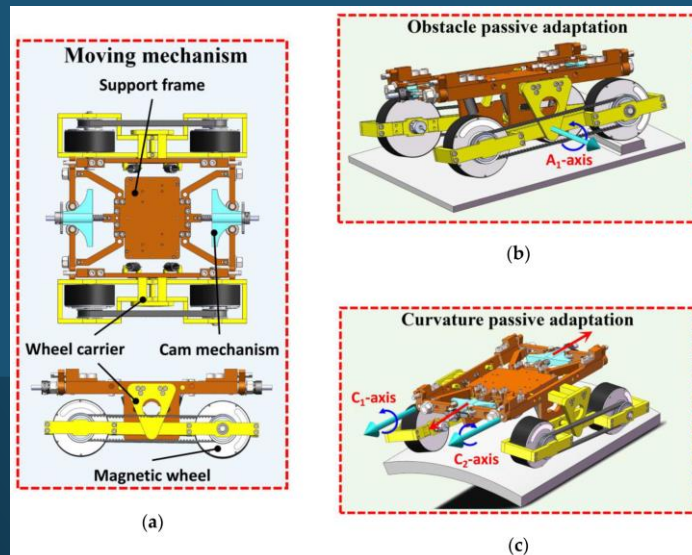 Moving mechanism
Support frame
Wheel carrier
Cam mechanism
Magnetic wheel
(a)
Obstacle passive adaptation
A₁-axis
(b)
Curvature passive adaptation
C₁-axis
C₂-axis
(c)